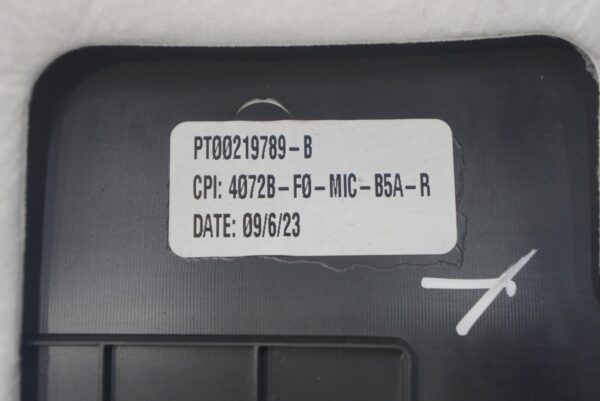 PT00219789-B
CPI: 4072B-F0-MIC-B5A-R
DATE: 09/6/23